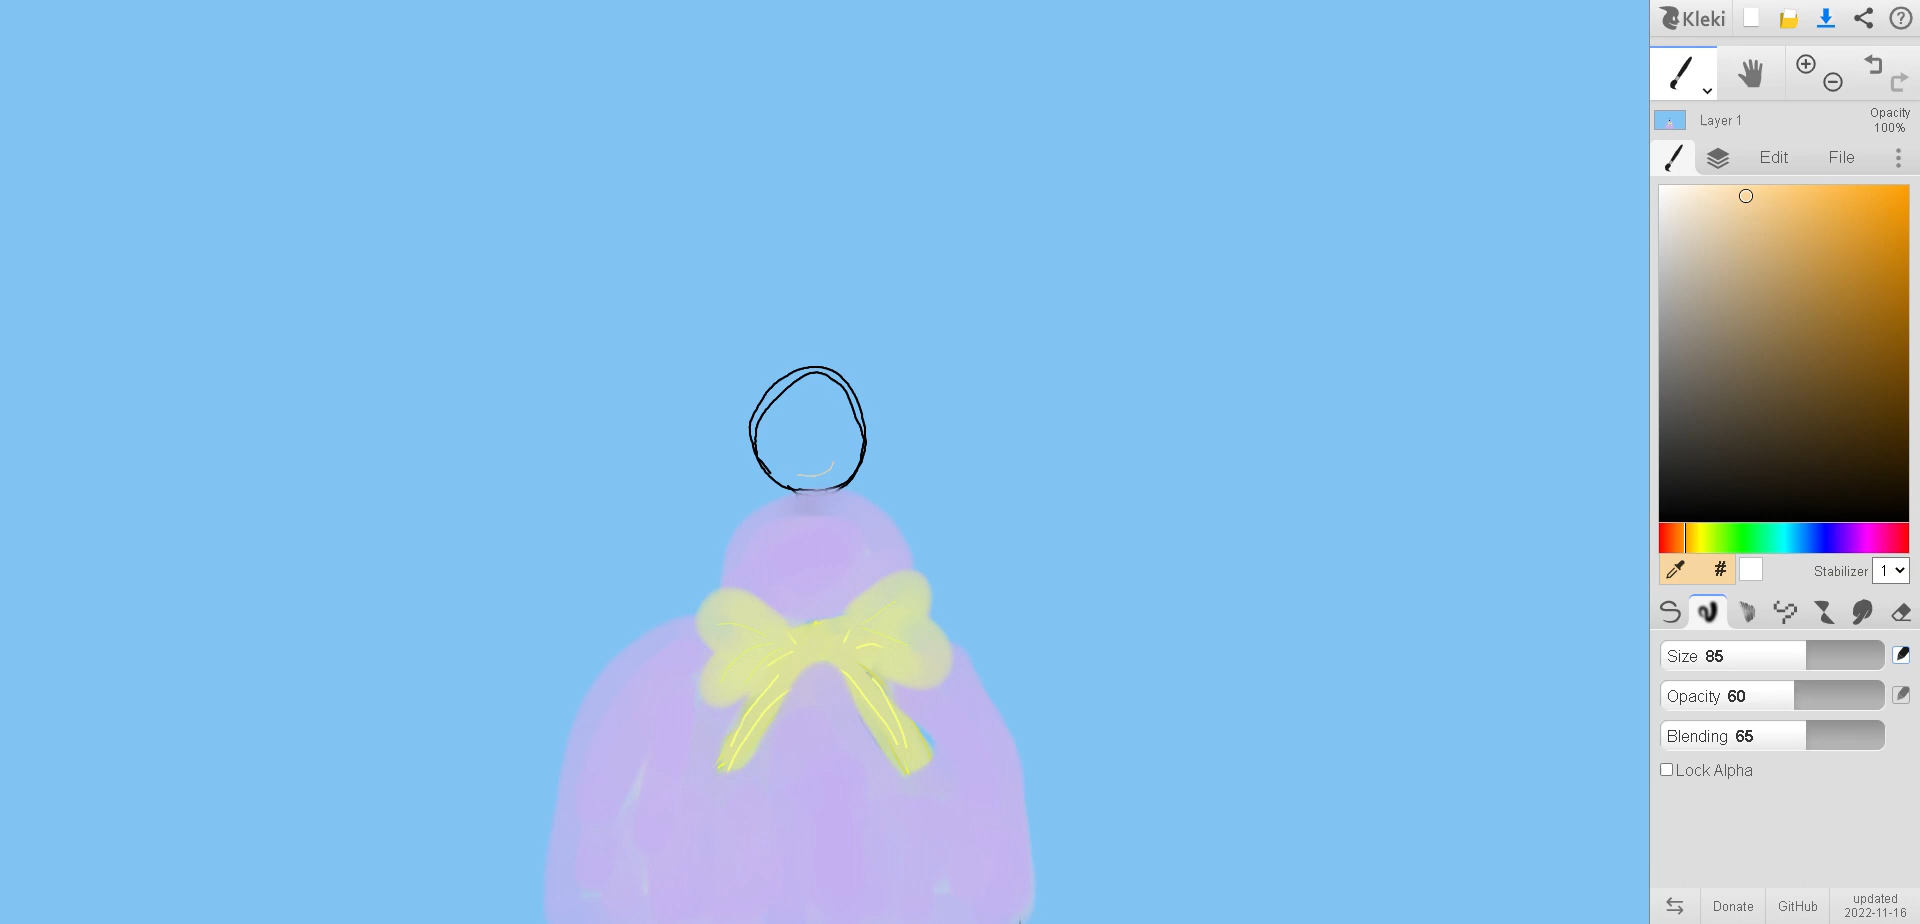 Kleki
Layer 1
Opacity
100%
Edit
File
#
Stabilizer 1
Size 85
Opacity 60
Blending 65
Lock Alpha
Donate
GitHub
updated
2022-11-16